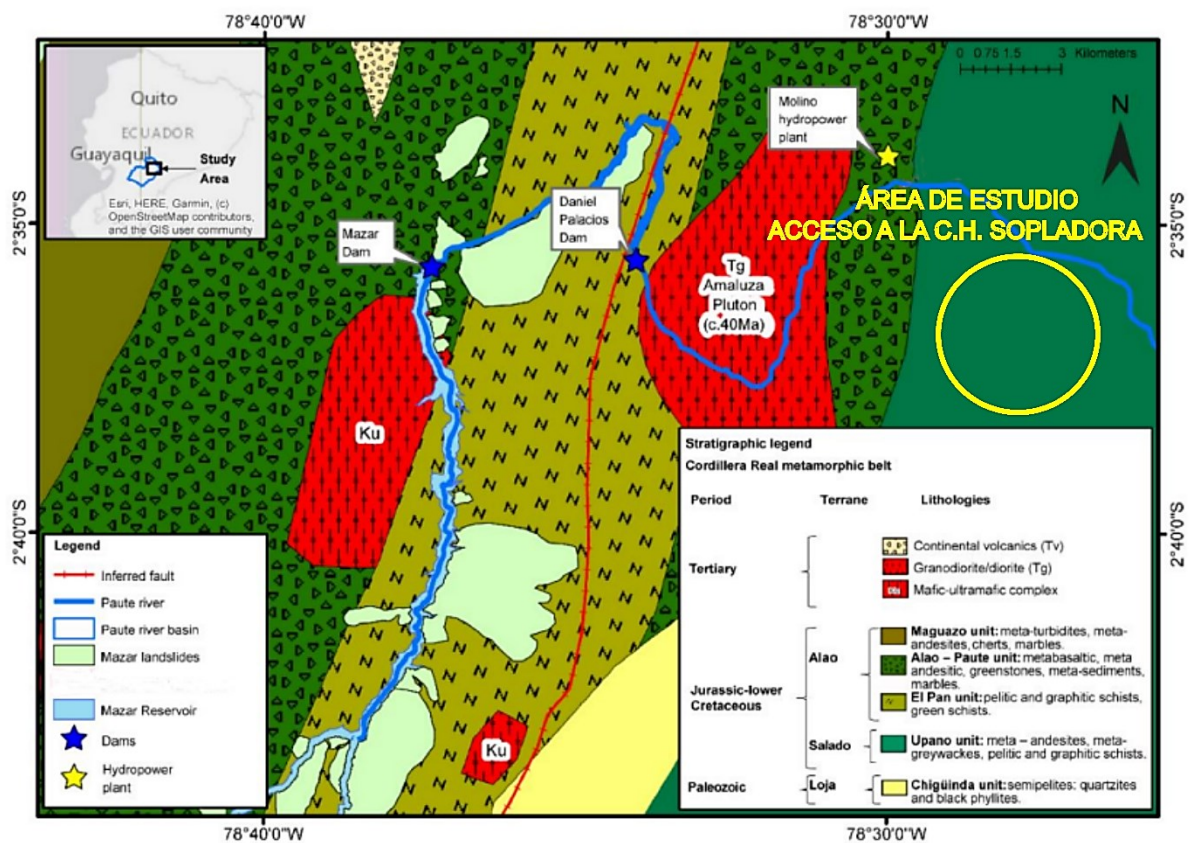 78°40'0"W
78°30'0"W
0 0.75 1.5 3 Kilometers
N
Quito
ECUADOR
Guayaquil
Study
Area
Esri, HERE, Garmin, (c)
OpenStreetMap contributors,
and the GIS user community
Molino
hydropower
plant
2°35'0"S
2°35'0"S
ÁREA DE ESTUDIO
ACCESO A LA C.H. SOPLADORA
Daniel
Palacios
Dam
Mazar
Dam
Tg
Amaluza
Pluton
(c.40Ma)
Ku
2°40'0"S
2°40'0"S
Ku
Legend
Inferred fault
Paute river
Paute river basin
Mazar landslides
Mazar Reservoir
Dams
Hydropower
plant
Stratigraphic legend
Cordillera Real metamorphic belt
Period Terrane Lithologies
Tertiary
Continental volcanics (Tv)
Granodiorite/diorite (Tg)
Mafic-ultramafic complex
Jurassic-lower
Cretaceous
Alao
Maguazo unit: meta-turbidites, meta-
andesites, cherts, marbles.
Alao – Paute unit: metabasaltic, meta
andesitic, greenstones, meta-sediments,
marbles.
El Pan unit: pelitic and graphitic schists,
green schists.
Salado
Upano unit: meta – andesites, meta-
greywackes, pelitic and graphitic schists.
Paleozoic
Loja
Chigüinda unit: semipelites: quartzites
and black phyllites.
78°40'0"W
78°30'0"W